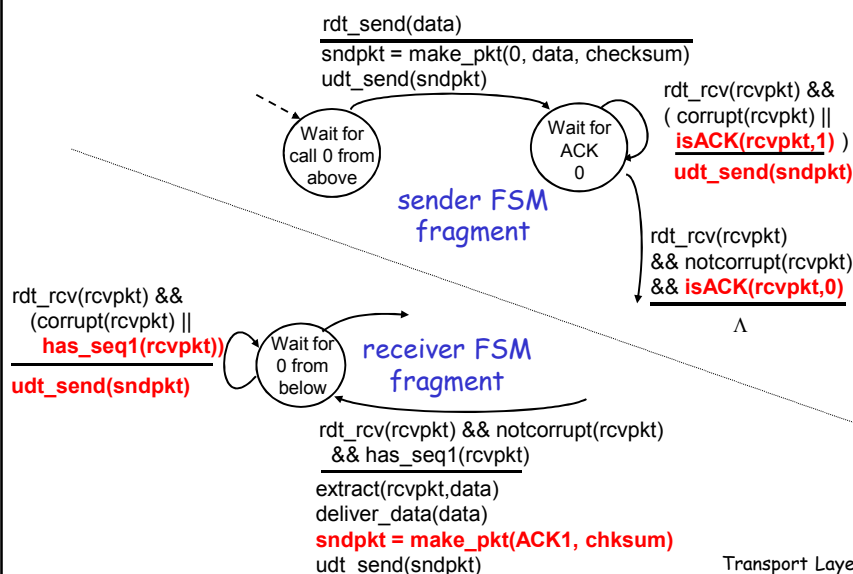 rdt_send(data)
sndpkt = make_pkt(0, data, checksum)
udt_send(sndpkt)
Wait for
call 0 from
above
Wait for
ACK
0
rdt_rcv(rcvpkt) &&
( corrupt(rcvpkt) ||
isACK(rcvpkt,1) )
udt_send(sndpkt)
sender FSM
fragment
rdt_rcv(rcvpkt)
&& notcorrupt(rcvpkt)
&& isACK(rcvpkt,0)
Λ
rdt_rcv(rcvpkt) &&
(corrupt(rcvpkt) ||
has_seq1(rcvpkt))
udt_send(sndpkt)
Wait for
0 from
below
receiver FSM
fragment
rdt_rcv(rcvpkt) && notcorrupt(rcvpkt)
&& has_seq1(rcvpkt)
extract(rcvpkt,data)
deliver_data(data)
sndpkt = make_pkt(ACK1, chksum)
udt_send(sndpkt)
Transport Laye